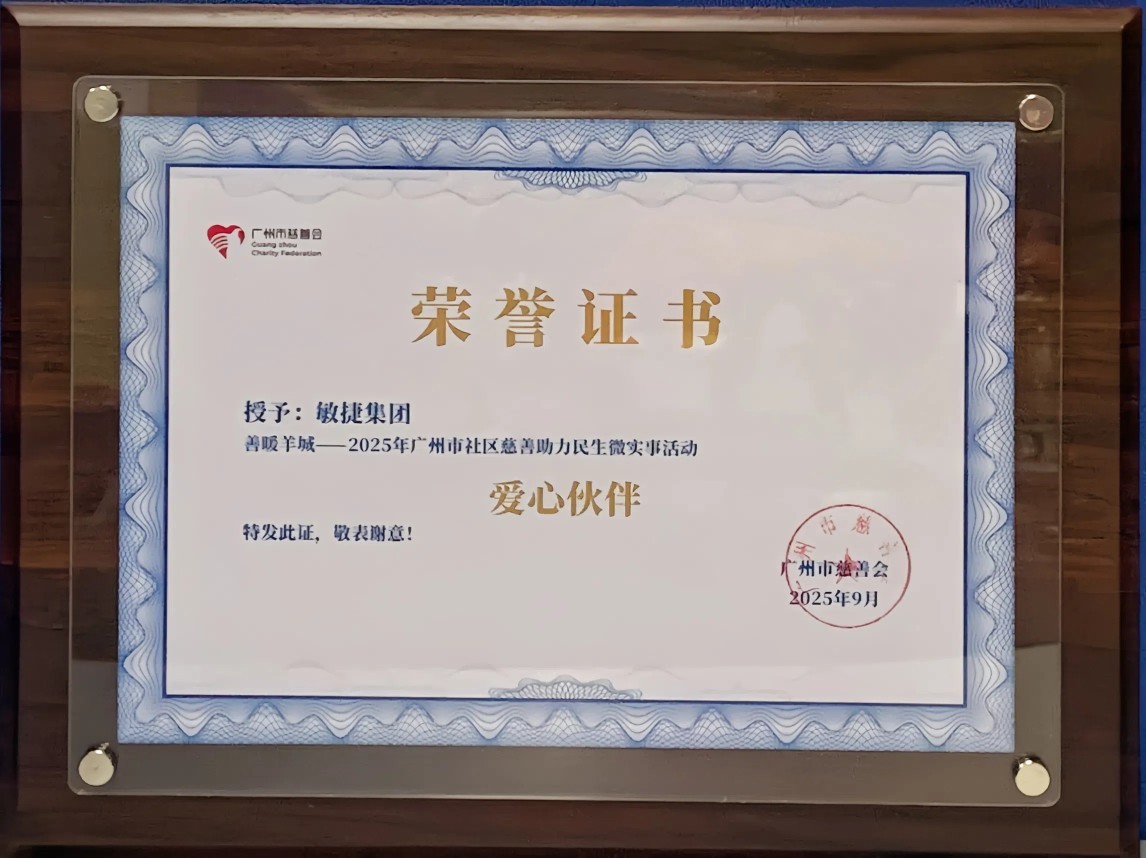 广州市慈善会
Guang zhou
Charity Federation
荣誉证书
授予：敏捷集团
善暖羊城——2025年广州市社区慈善助力民生微实事活动
爱心伙伴
特发此证，敬表谢意！
州市慈
广州市慈善会
2025年9月